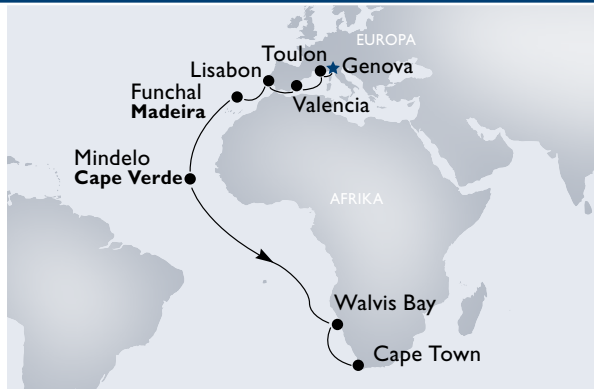 EUROPA
Toulon
Genova
Lisabon
Valencia
Funchal
Madeira
Mindelo
Cape Verde
AFRIKA
Walvis Bay
Cape Town